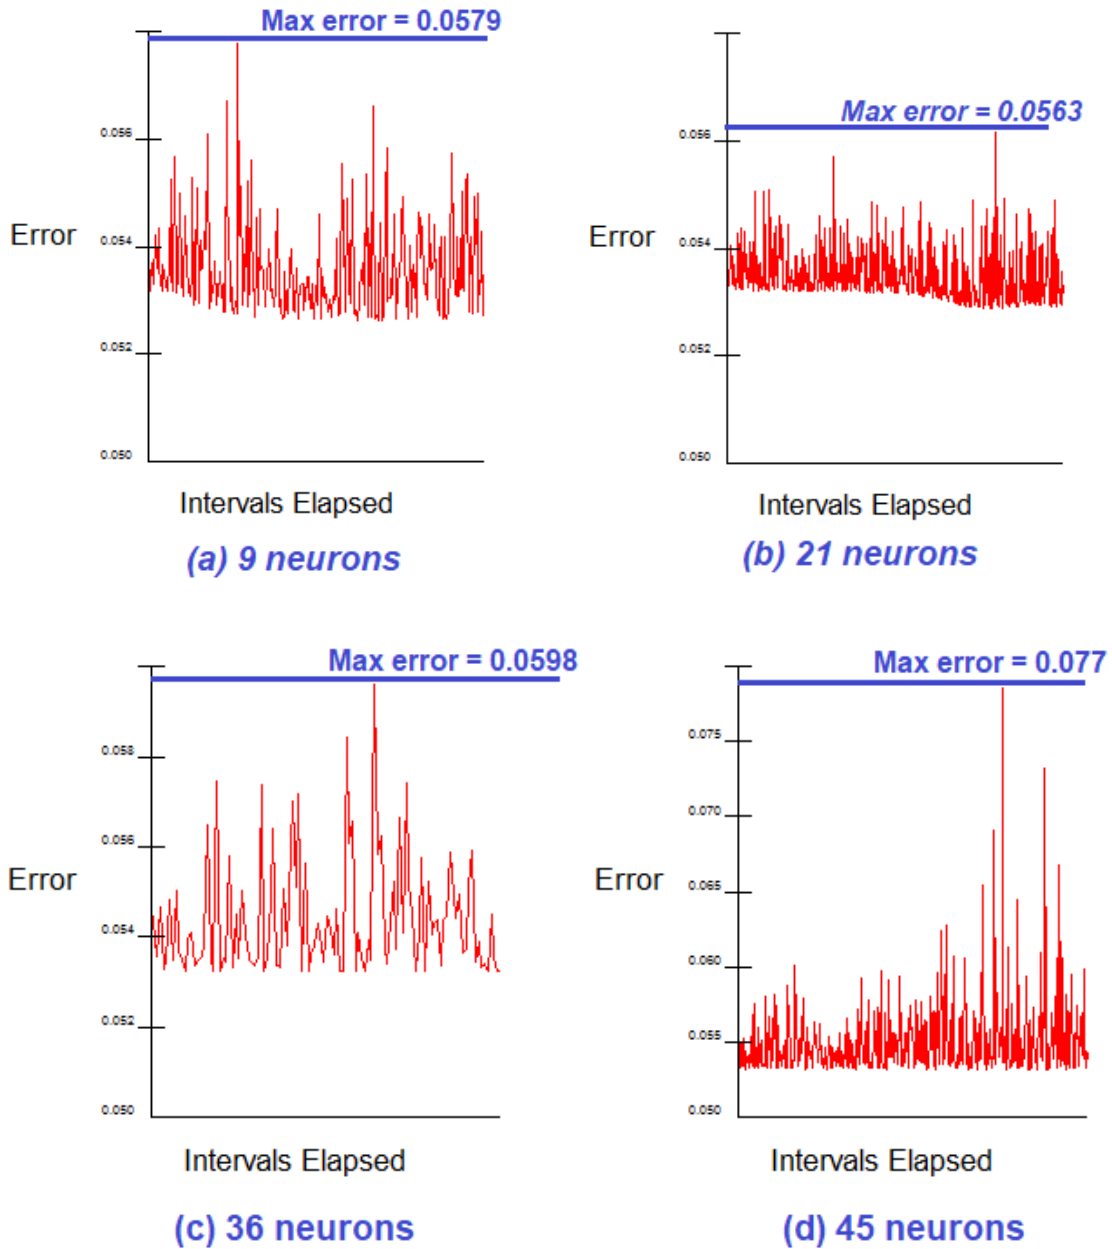 Max error = 0.0579
0.056
0.054
Error
0.052
0.050
Intervals Elapsed
(a) 9 neurons
Max error = 0.0563
0.056
0.054
Error
0.052
0.050
Intervals Elapsed
(b) 21 neurons
Max error = 0.0598
0.058
0.056
Error
0.054
0.052
0.050
Intervals Elapsed
(c) 36 neurons
Max error = 0.077
0.075
0.070
0.065
Error
0.060
0.055
0.050
Intervals Elapsed
(d) 45 neurons